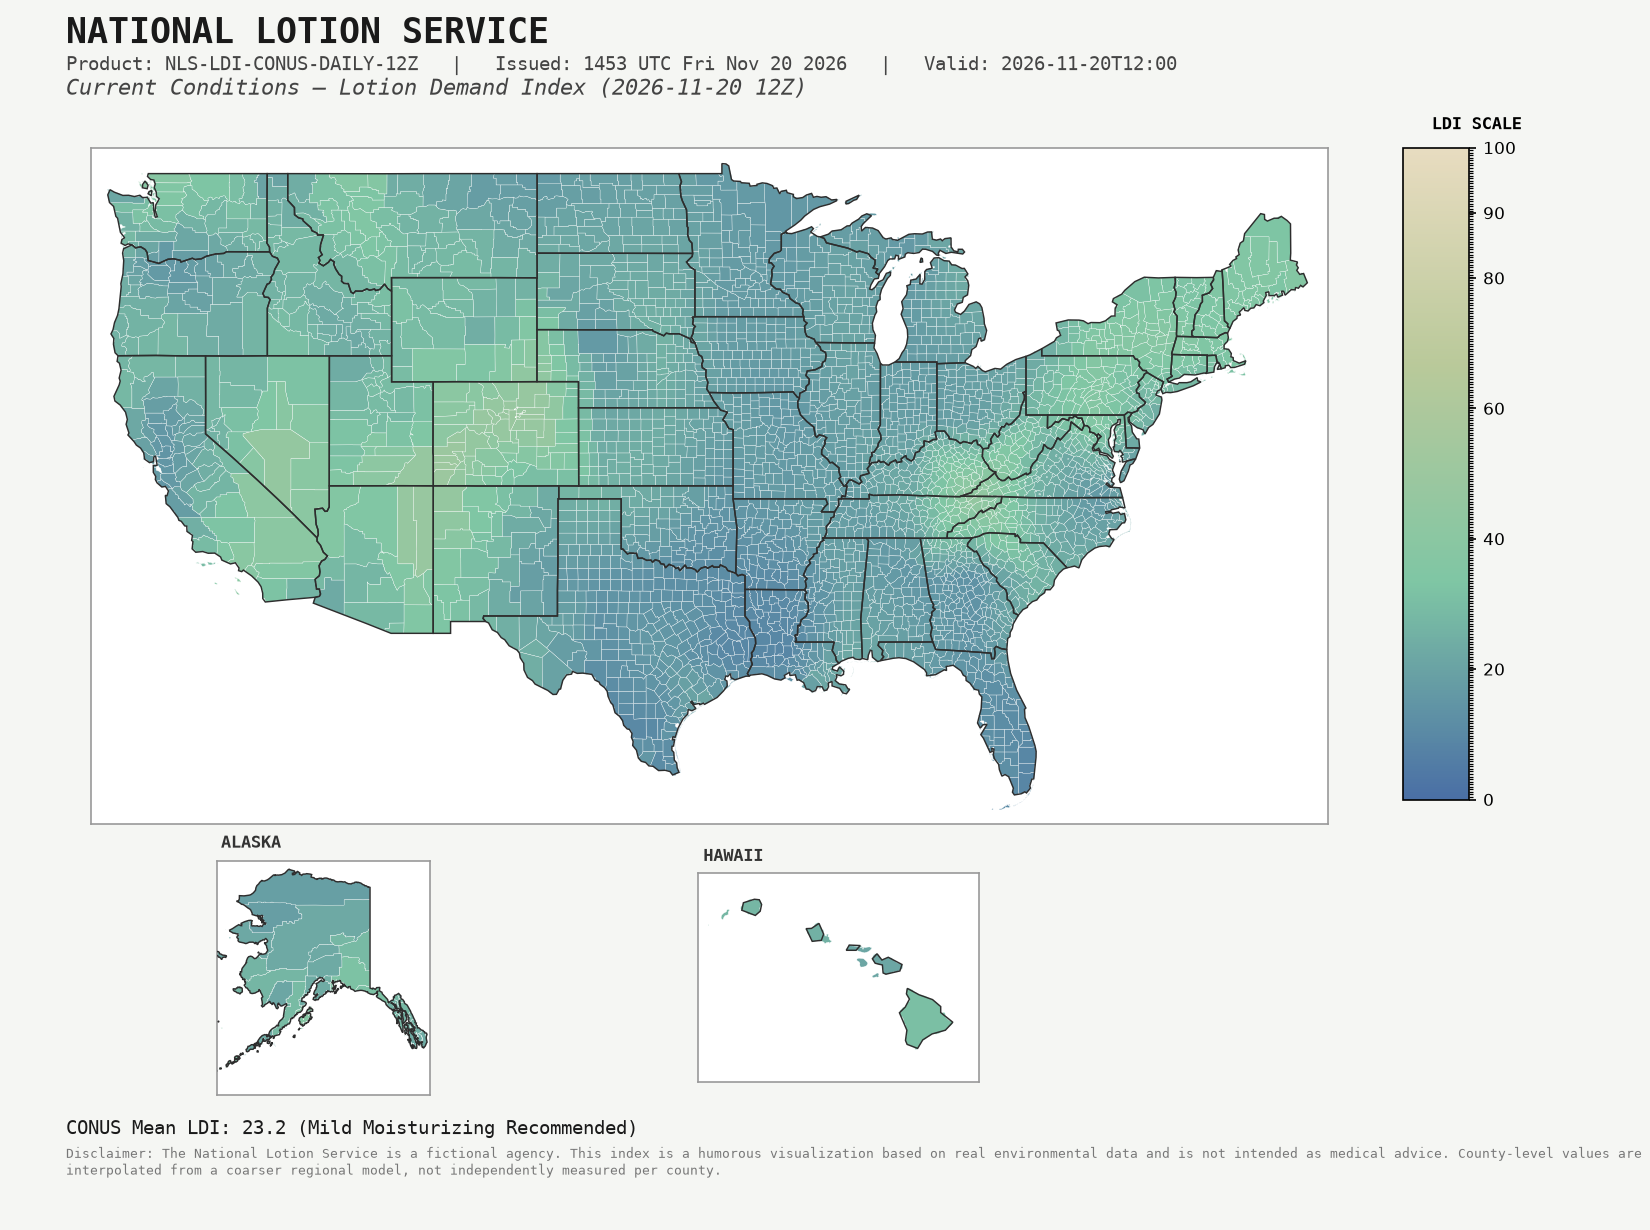 NATIONAL LOTION SERVICE
Product: NLS-LDI-CONUS-DAILY-12Z | Issued: 1453 UTC Fri Nov 20 2026 | Valid: 2026-11-20T12:00
Current Conditions — Lotion Demand Index (2026-11-20 12Z)
LDI SCALE
100
90
80
60
40
20
0
ALASKA
HAWAII
CONUS Mean LDI: 23.2 (Mild Moisturizing Recommended)
Disclaimer: The National Lotion Service is a fictional agency. This index is a humorous visualization based on real environmental data and is not intended as medical advice. County-level values are
interpolated from a coarser regional model, not independently measured per county.